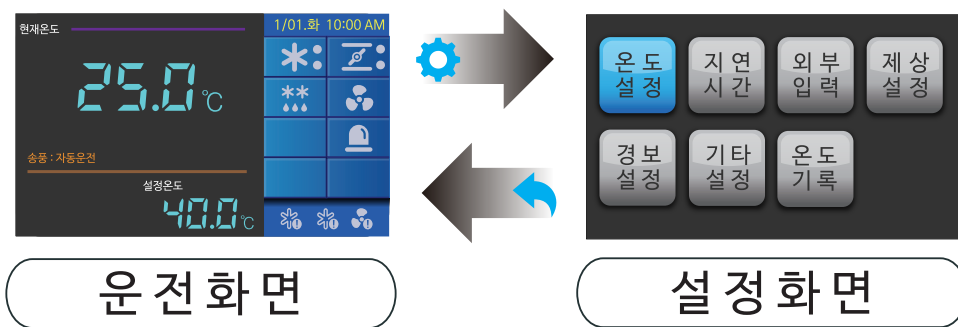 현재온도
1/01.화 10:00 AM
25.0℃
송풍 : 자동운전
설정온도
40.0℃
운전화면
온도
설정
지연
시간
외부
입력
제상
설정
경보
설정
기타
설정
온도
기록
설정화면